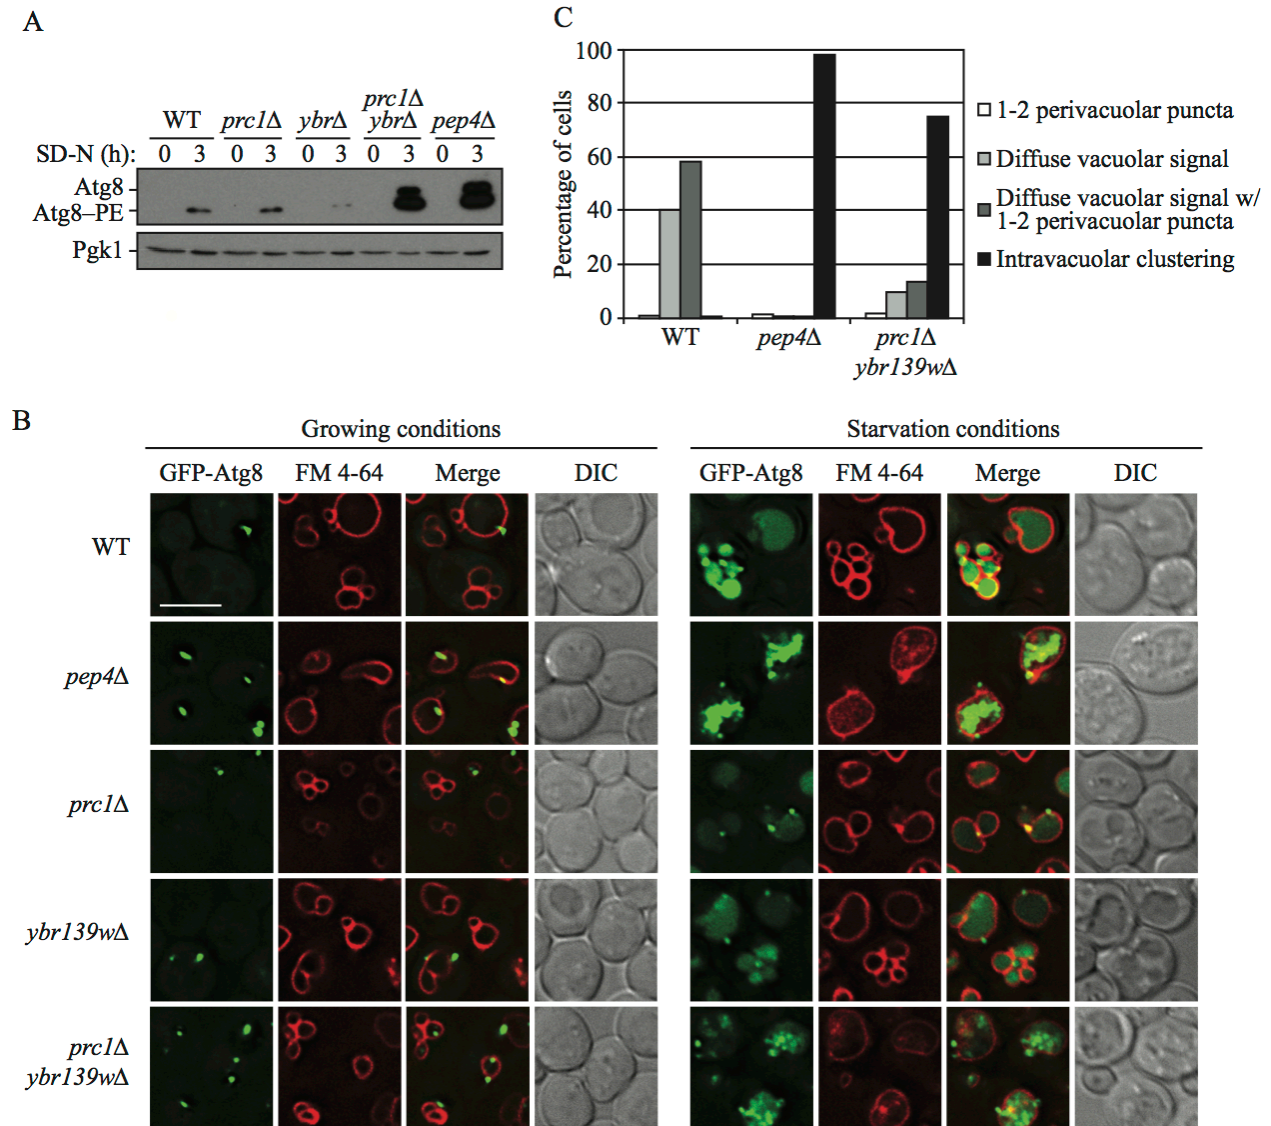 A
prc1Δ
WT prc1Δ ybrΔ ybrΔ pep4Δ
SD-N (h): 0 3 0 3 0 3 0 3 0 3
Atg8
Atg8–PE
Pgk1
C
Percentage of cells
100
80
60
40
20
0
WT pep4Δ prc1Δ
ybr139wΔ
1-2 perivacuolar puncta
Diffuse vacuolar signal
Diffuse vacuolar signal w/
1-2 perivacuolar puncta
Intravacuolar clustering
B
Growing conditions
Starvation conditions
GFP-Atg8 FM 4-64 Merge DIC
GFP-Atg8 FM 4-64 Merge DIC
WT
pep4Δ
prc1Δ
ybr139wΔ
prc1Δ
ybr139wΔ